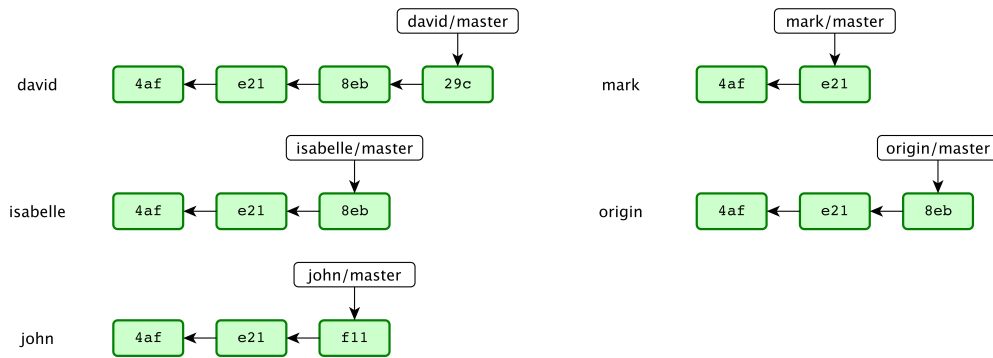 david/master
david 4af e21 8eb 29c
isabelle/master
isabelle 4af e21 8eb
john/master
john 4af e21 f11
mark/master
mark 4af e21
origin/master
origin 4af e21 8eb